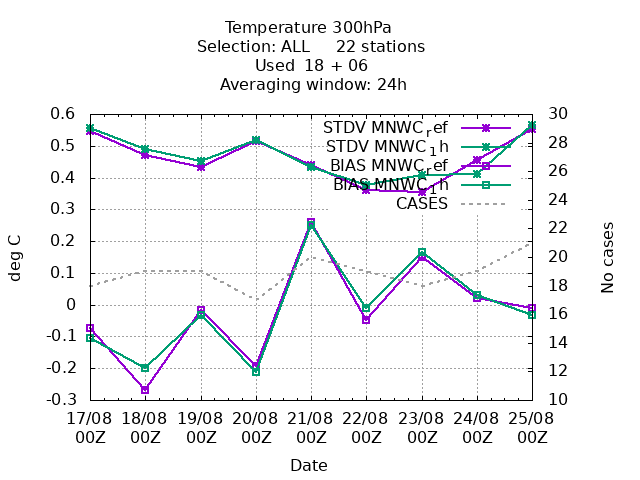 Temperature 300hPa
Selection: ALL     22 stations
Used  18 + 06
Averaging window: 24h
0.6
0.5
0.4
0.3
0.2
0.1
0
-0.1
-0.2
-0.3
deg C
30
28
26
24
22
20
18
16
14
12
10
No cases
STDV MNWCref
STDV MNWC1h
BIAS MNWCref
BIAS MNWC1h
CASES
17/08 18/08 19/08 20/08 21/08 22/08 23/08 24/08 25/08
00Z 00Z 00Z 00Z 00Z 00Z 00Z 00Z 00Z
Date